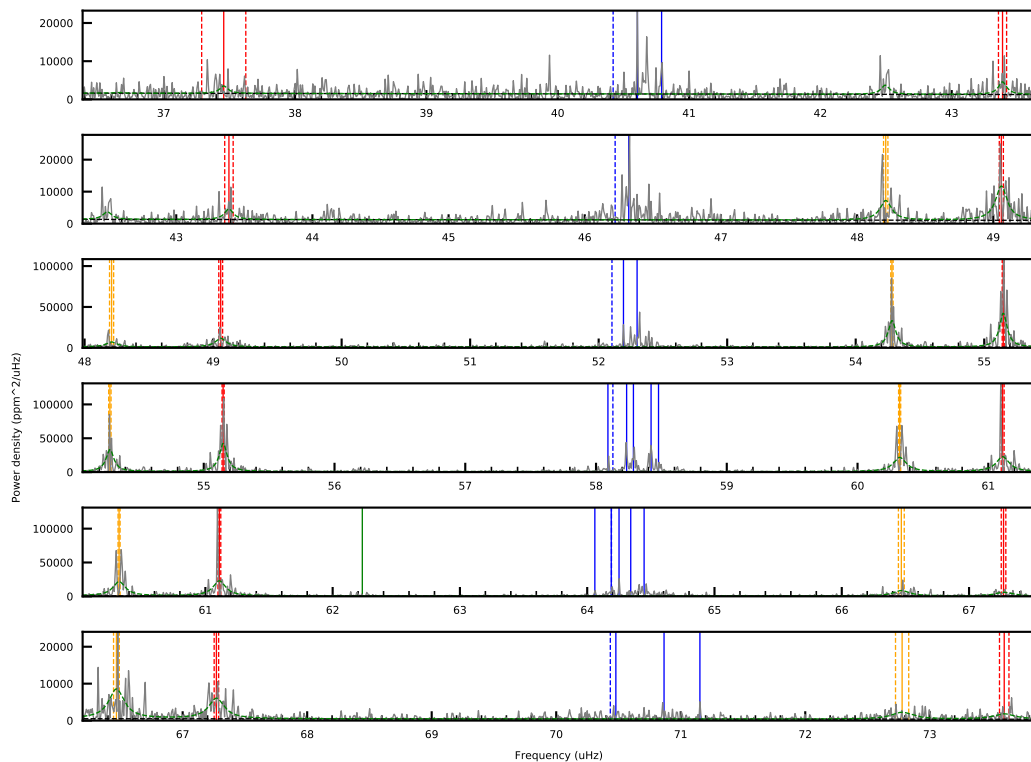 20000
10000
0
37 38 39 40 41 42 43
20000
10000
0
43 44 45 46 47 48 49
100000
50000
0
48 49 50 51 52 53 54 55
100000
50000
0
55 56 57 58 59 60 61
100000
50000
0
61 62 63 64 65 66 67
20000
10000
0
67 68 69 70 71 72 73
Power density (ppm^2/uHz)
Frequency (uHz)